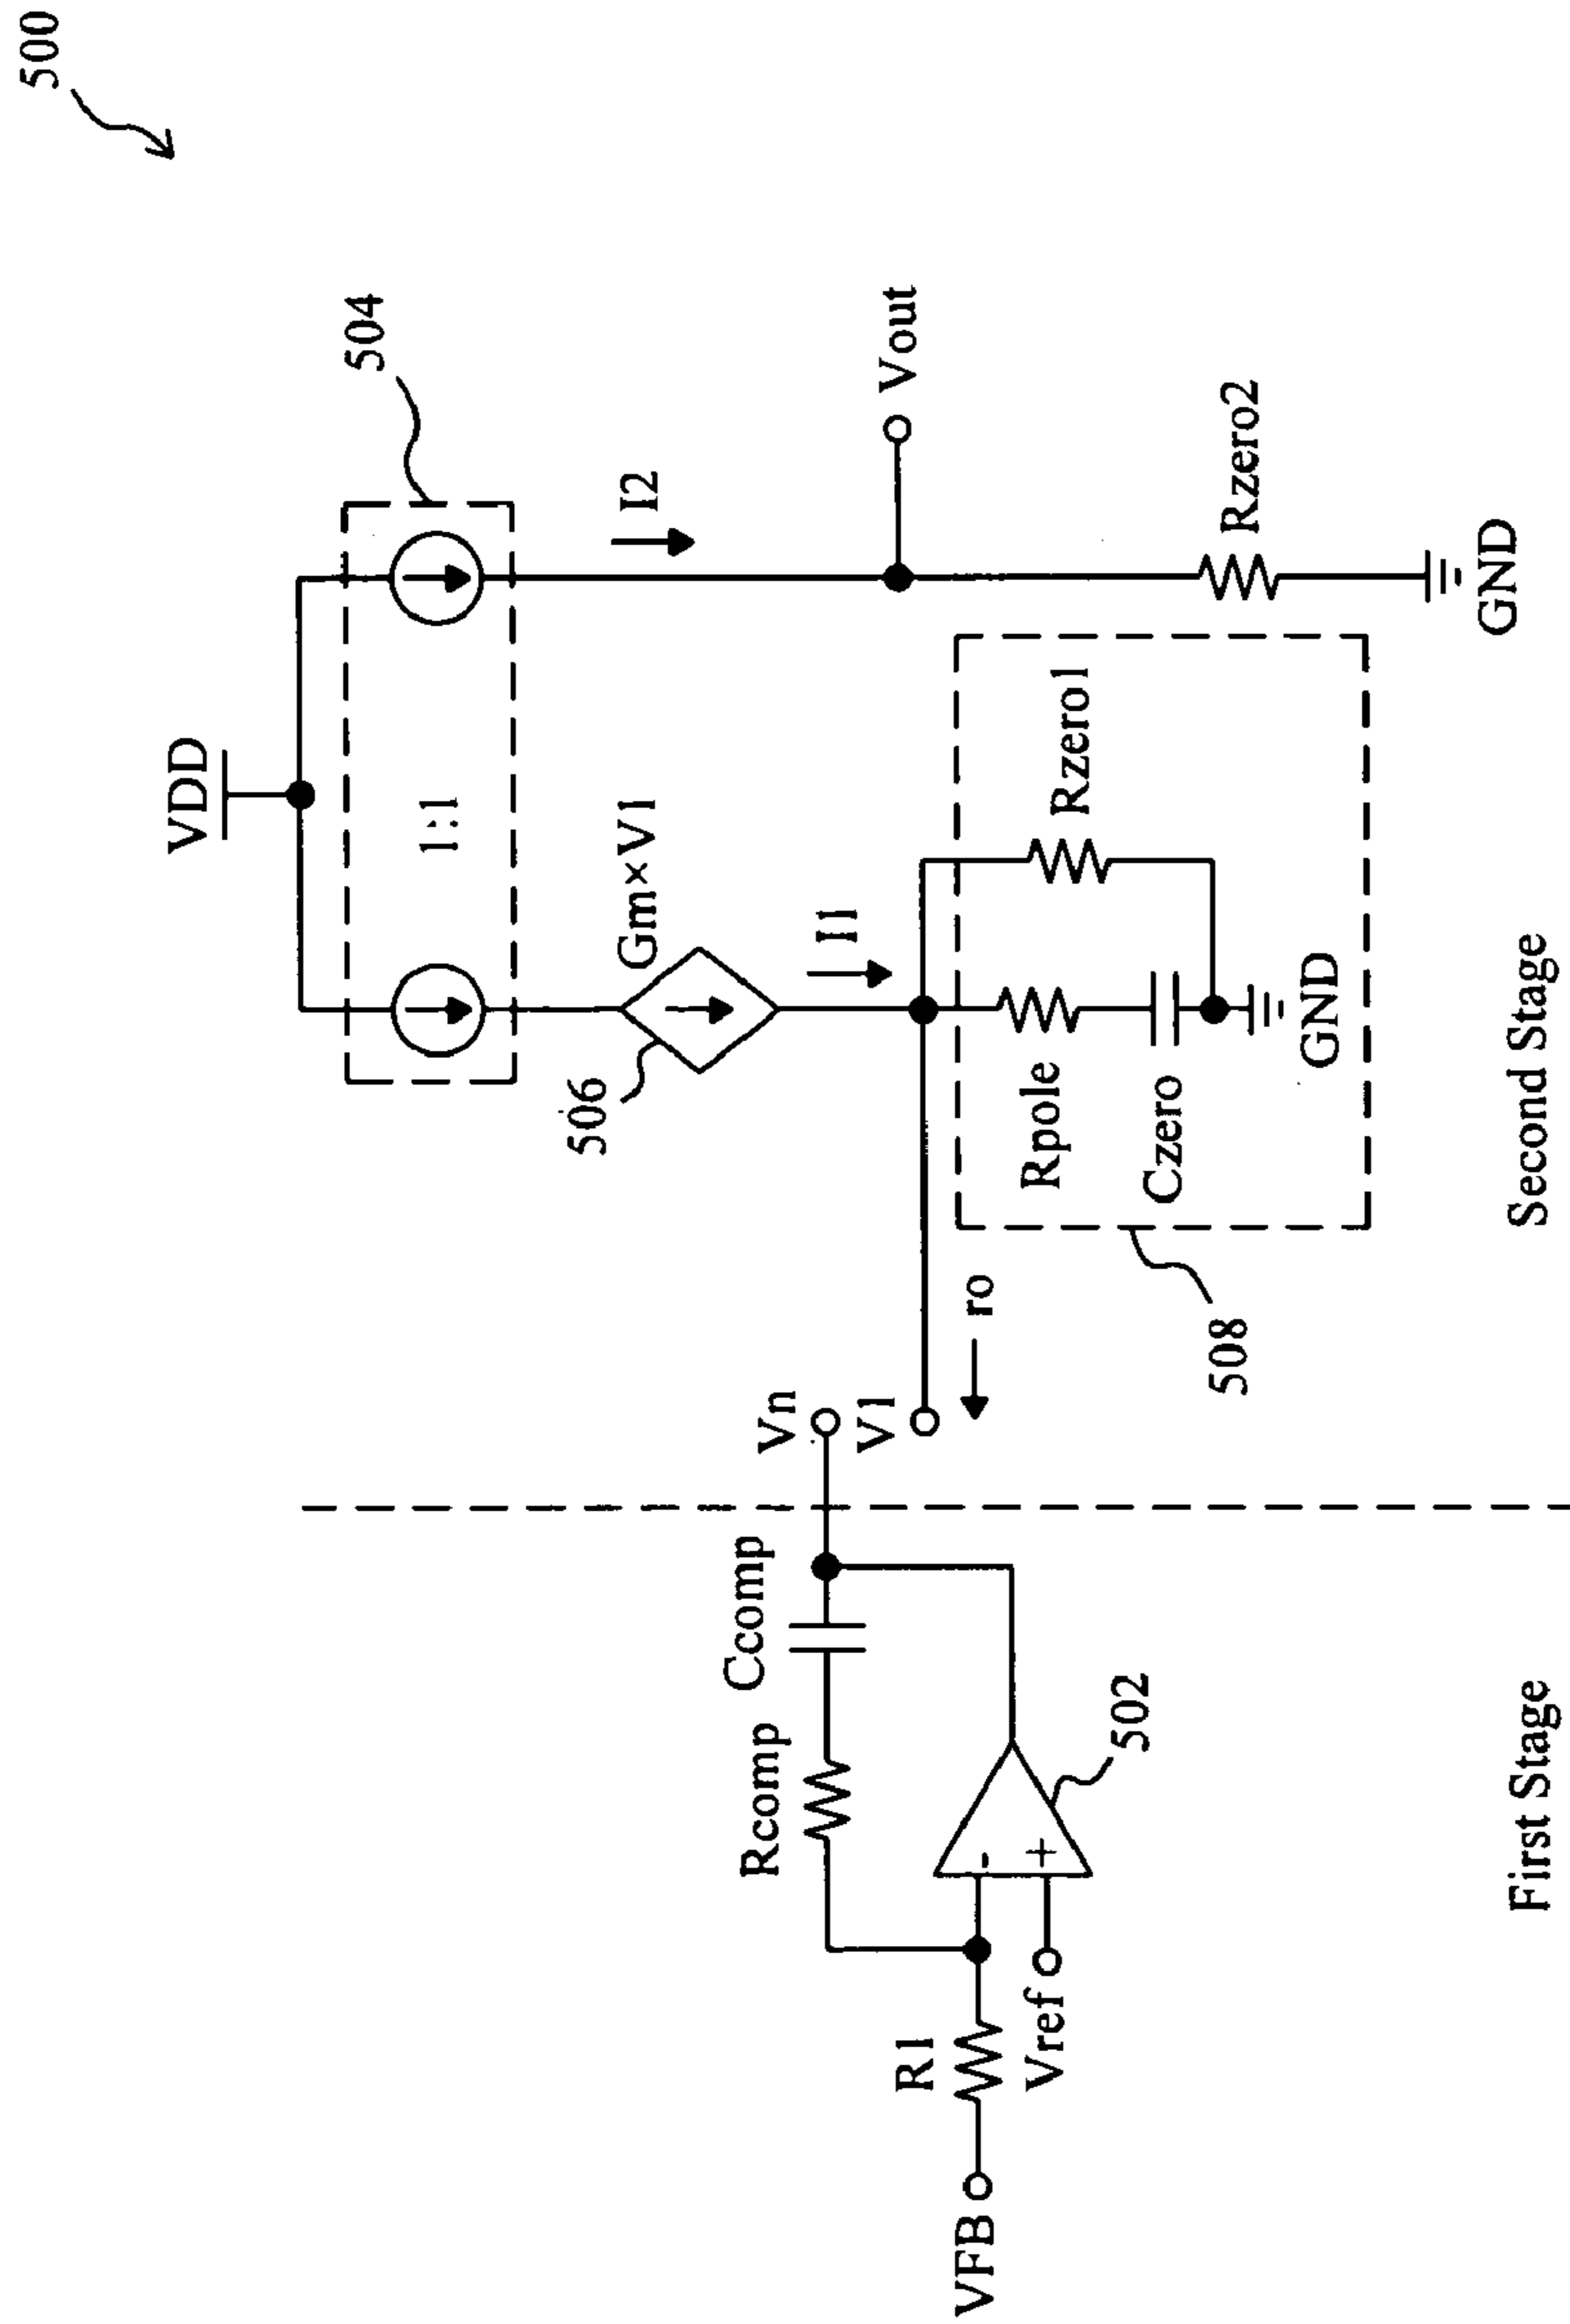 500
VDD
504
1:1
Gm×V1
506
I1
I2
Vout
Vn
V1
ro
Rpole
Czero
Rzero1
Rzero2
GND
GND
508
Ccomp
Rcomp
R1
VFB
Vref
-
+
502
First Stage
Second Stage